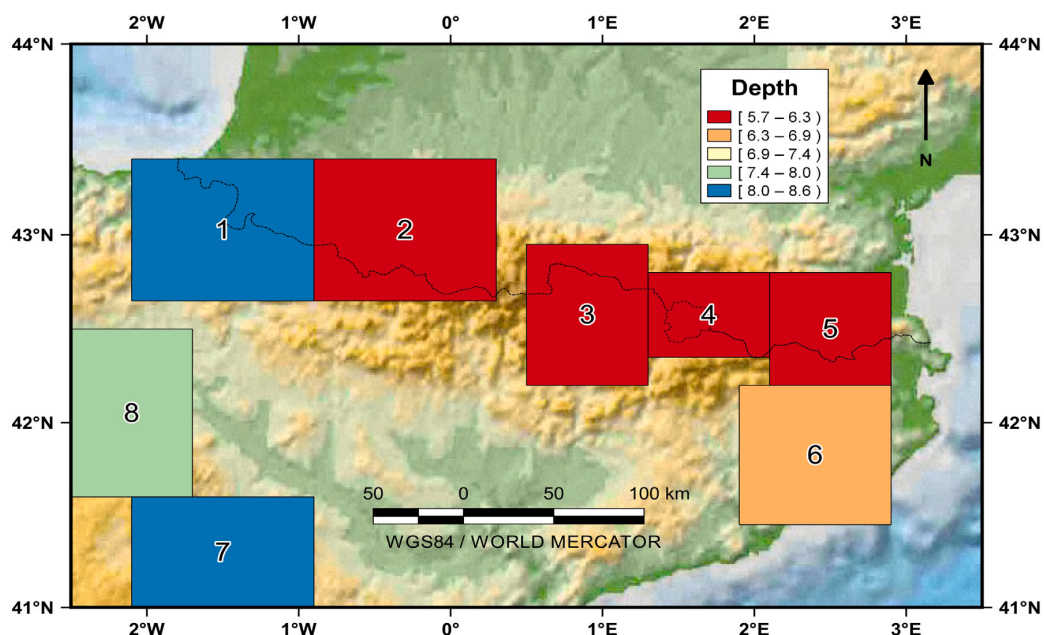 2°W 1°W 0° 1°E 2°E 3°E
44°N 44°N
Depth
[ 5.7 – 6.3 )
[ 6.3 – 6.9 )
[ 6.9 – 7.4 )
[ 7.4 – 8.0 )
[ 8.0 – 8.6 )
N
43°N 1 2 43°N
3 4 5
8 42°N 42°N
6
50 0 50 100 km
WGS84 / WORLD MERCATOR
7
41°N 41°N
2°W 1°W 0° 1°E 2°E 3°E